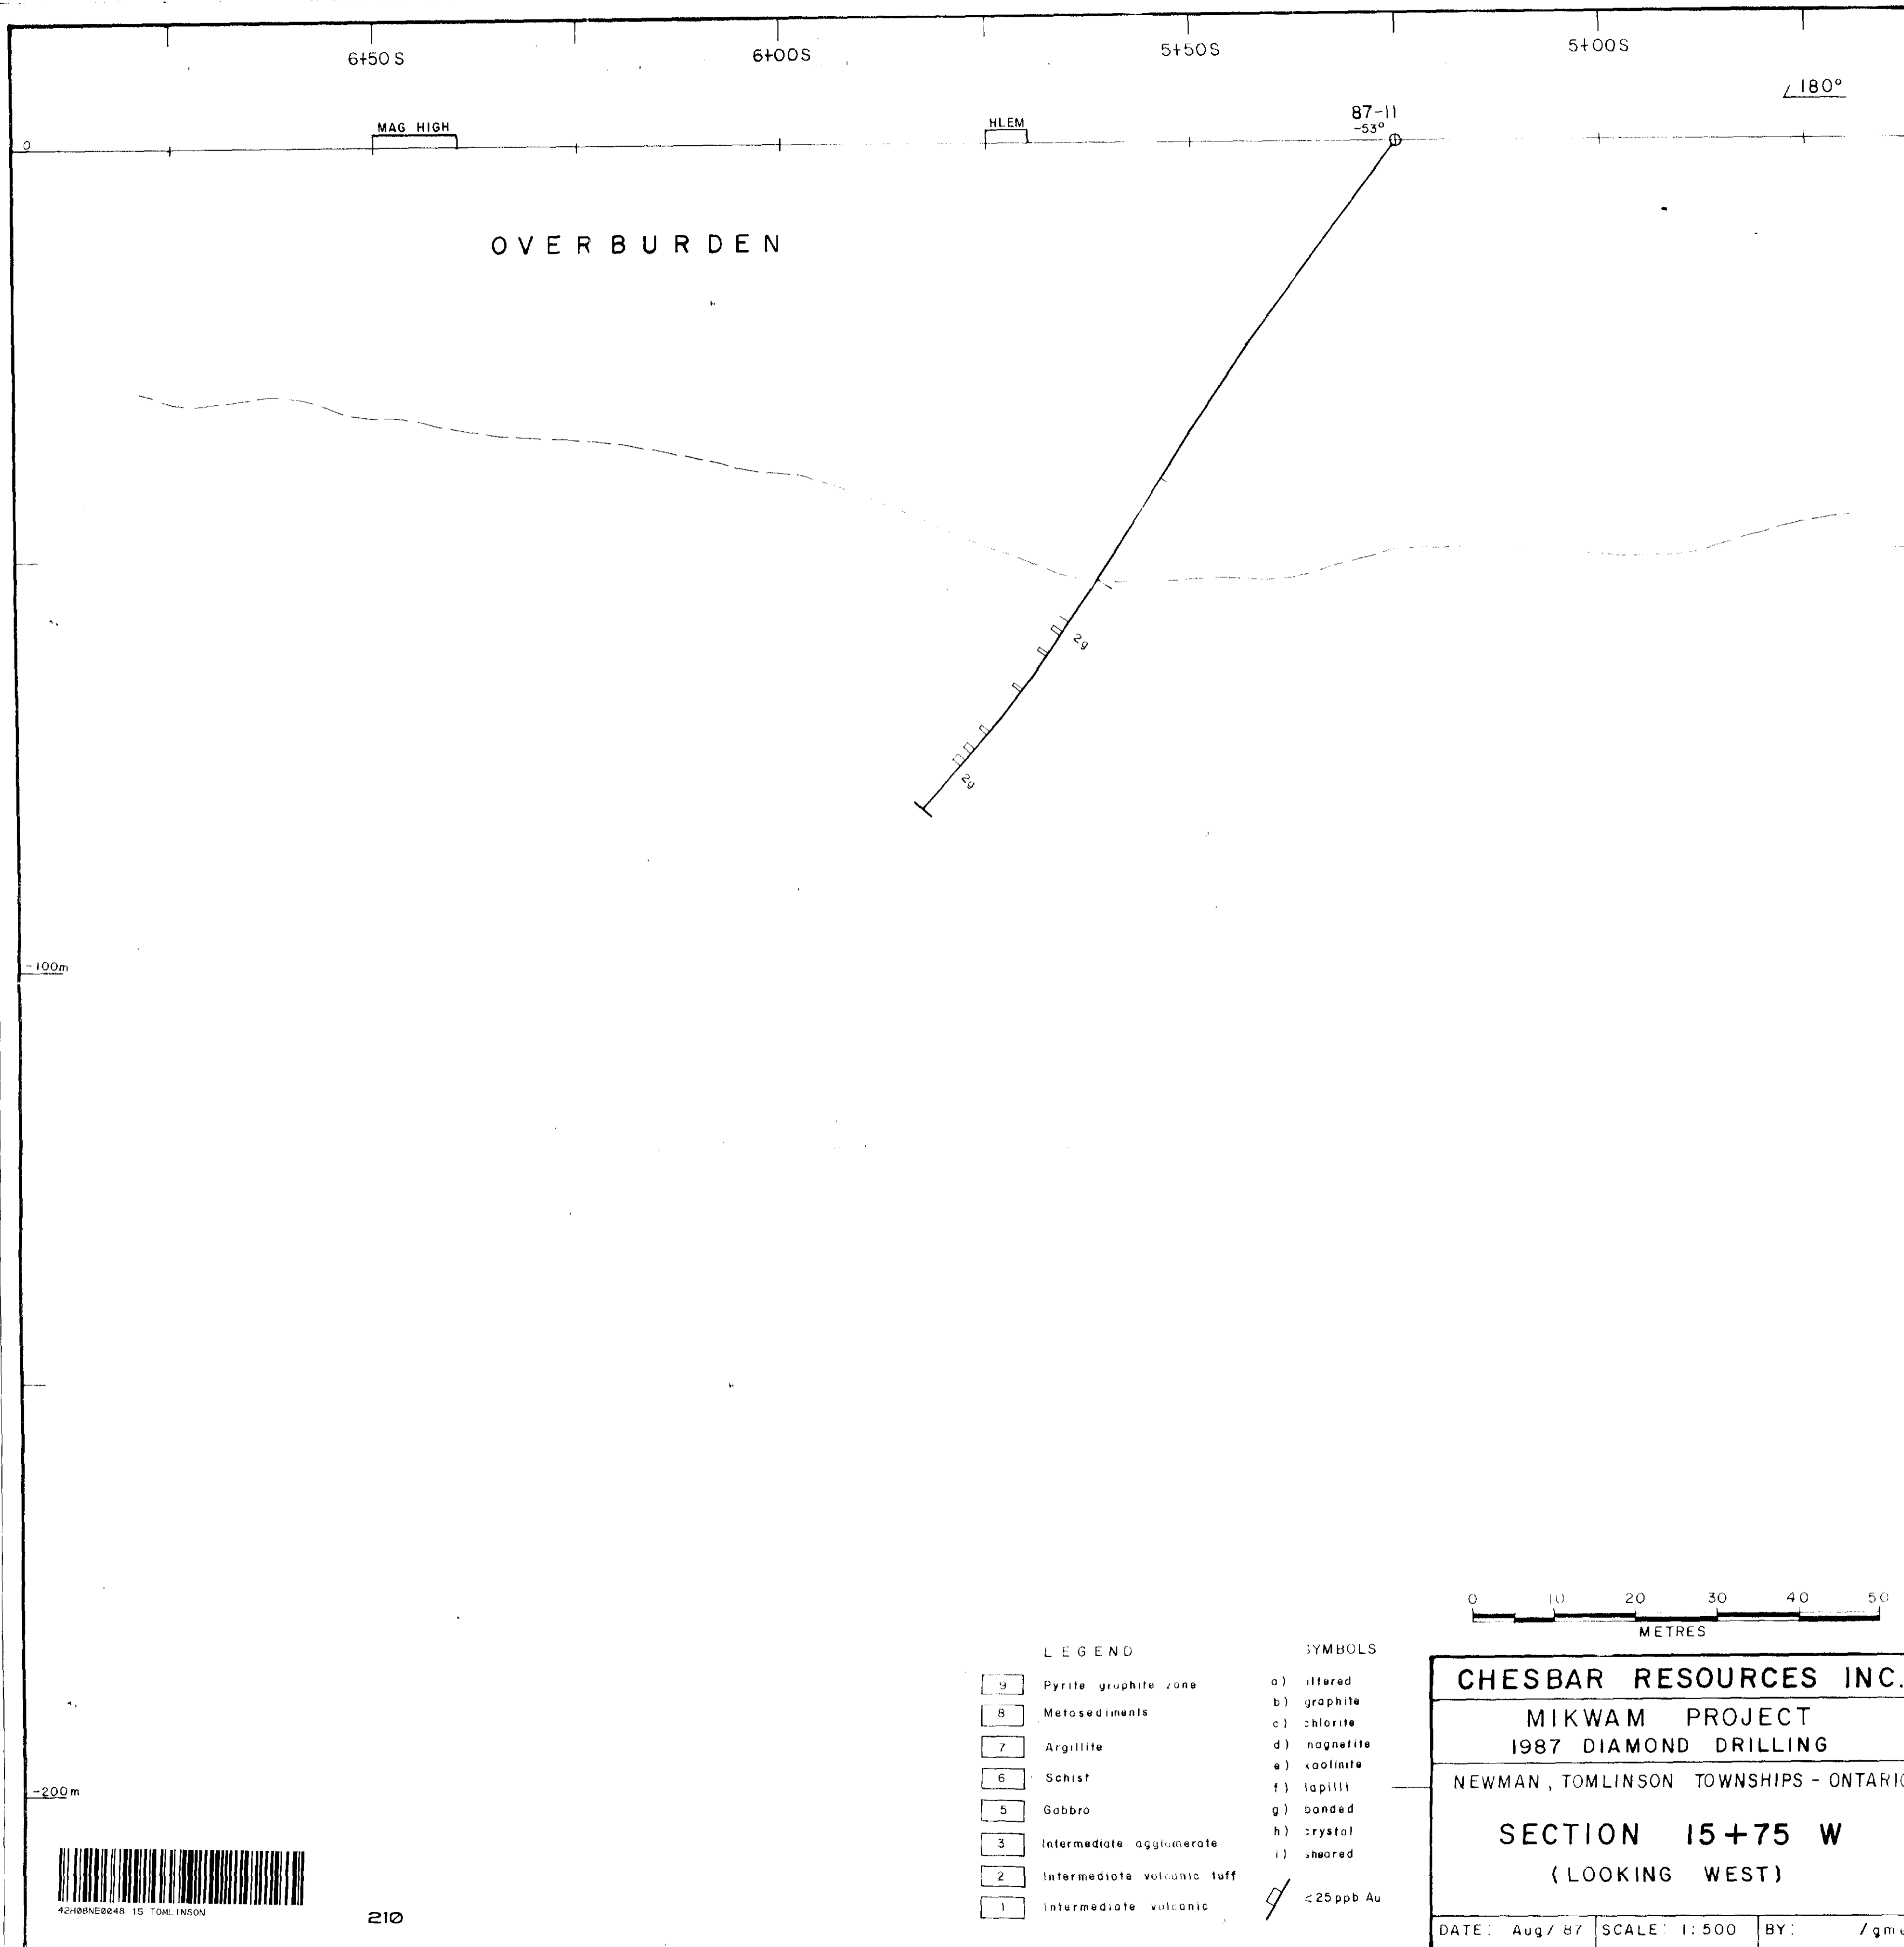 6+50S 6+00S 5+50S 5+00S
∠180°
87-11
-53°
MAG HIGH HLEM
0
OVERBURDEN
2g
2g
-100m
-200m
0 10 20 30 40 50
METRES
LEGEND
9 Pyrite graphite zone
8 Metasediments
7 Argillite
6 Schist
5 Gabbro
3 Intermediate agglomerate
2 Intermediate volcanic tuff
1 Intermediate volcanic
SYMBOLS
a) altered
b) graphite
c) chlorite
d) magnetite
e) kaolinite
f) lapilli
g) banded
h) crystal
i) sheared
≤25ppb Au
CHESBAR RESOURCES INC.
MIKWAM PROJECT
1987 DIAMOND DRILLING
NEWMAN, TOMLINSON TOWNSHIPS - ONTARIO
SECTION 15+75 W
(LOOKING WEST)
DATE: Aug/87 SCALE: 1:500 BY:
42H08NE0048 15 TOMLINSON
210